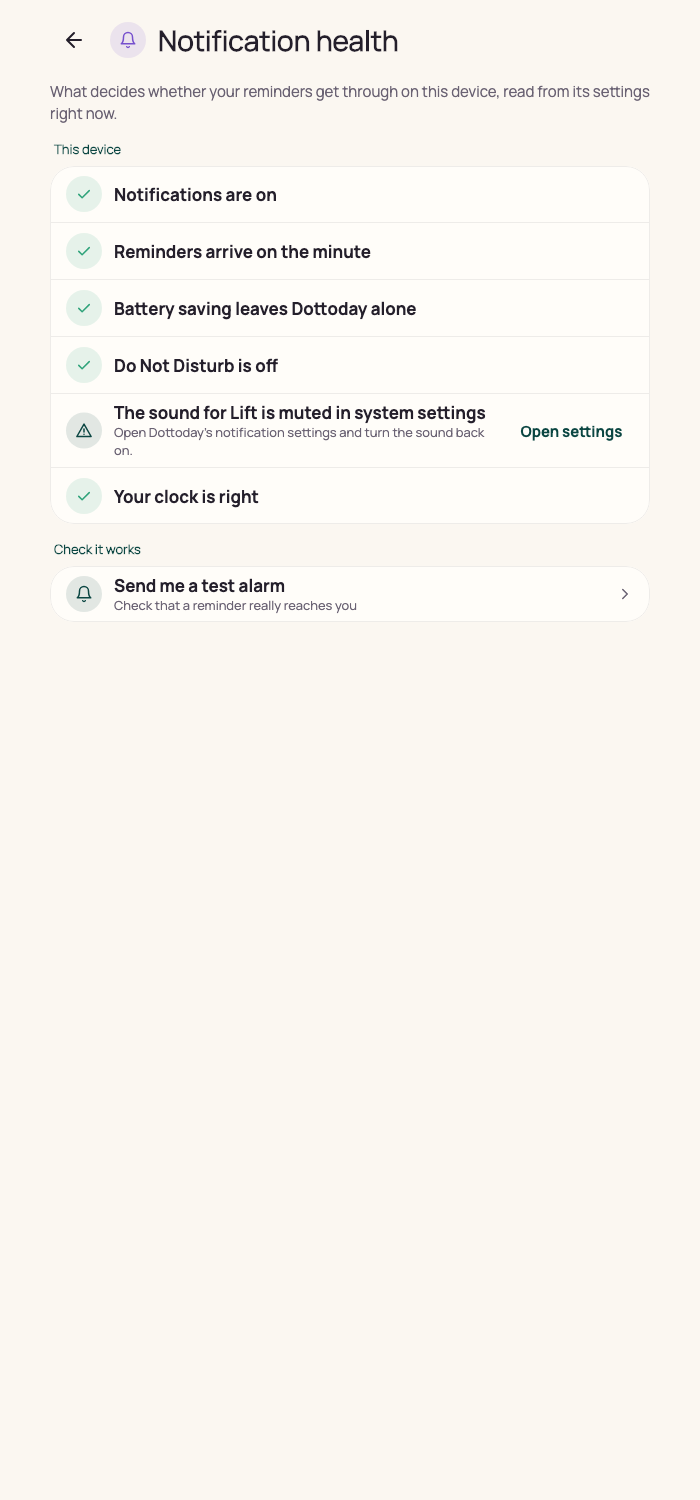 Notification health
What decides whether your reminders get through on this device, read from its settings
right now.
This device
Notifications are on
Reminders arrive on the minute
Battery saving leaves Dottoday alone
Do Not Disturb is off
The sound for Lift is muted in system settings
Open Dottoday's notification settings and turn the sound back
on.
Open settings
Your clock is right
Check it works
Send me a test alarm
Check that a reminder really reaches you